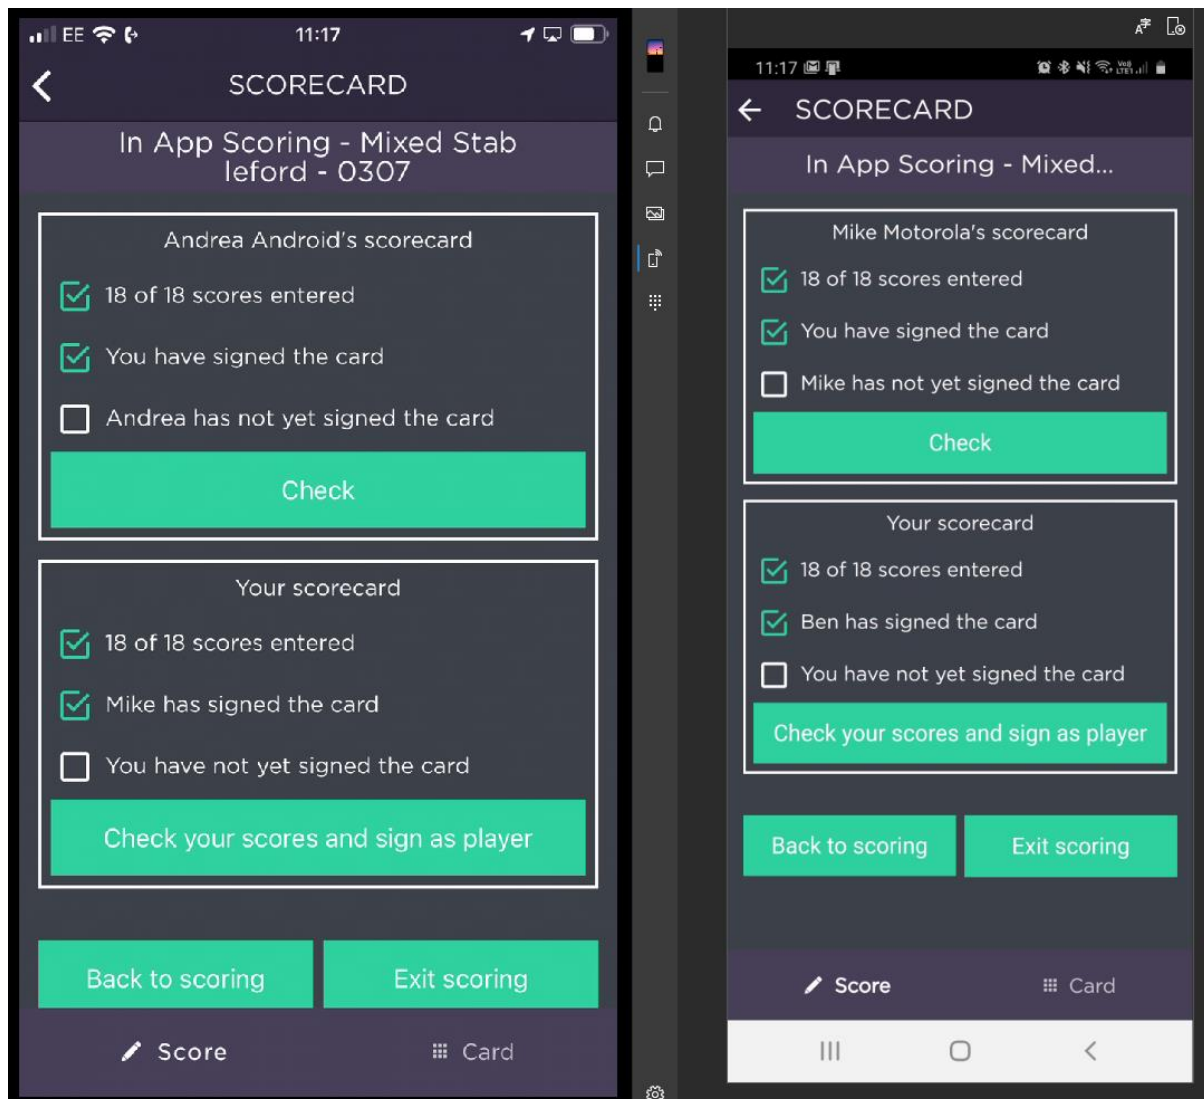 EE
11:17
SCORECARD
In App Scoring - Mixed Stab
leford - 0307
Andrea Android's scorecard
18 of 18 scores entered
You have signed the card
Andrea has not yet signed the card
Check
Your scorecard
18 of 18 scores entered
Mike has signed the card
You have not yet signed the card
Check your scores and sign as player
Back to scoring
Exit scoring
Score
Card
11:17
SCORECARD
In App Scoring - Mixed...
Mike Motorola's scorecard
18 of 18 scores entered
You have signed the card
Mike has not yet signed the card
Check
Your scorecard
18 of 18 scores entered
Ben has signed the card
You have not yet signed the card
Check your scores and sign as player
Back to scoring
Exit scoring
Score
Card